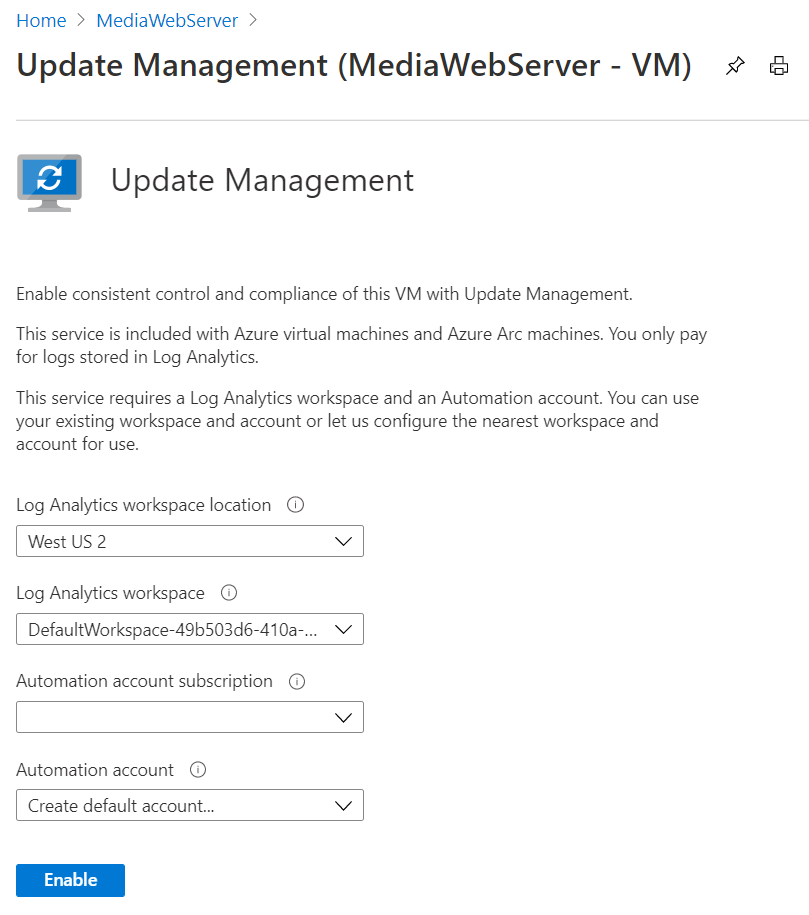 Home > MediaWebServer >
Update Management (MediaWebServer - VM)
Update Management
Enable consistent control and compliance of this VM with Update Management.
This service is included with Azure virtual machines and Azure Arc machines. You only pay
for logs stored in Log Analytics.
This service requires a Log Analytics workspace and an Automation account. You can use
your existing workspace and account or let us configure the nearest workspace and
account for use.
Log Analytics workspace location
West US 2
Log Analytics workspace
DefaultWorkspace-49b503d6-410a-...
Automation account subscription
Automation account
Create default account...
Enable